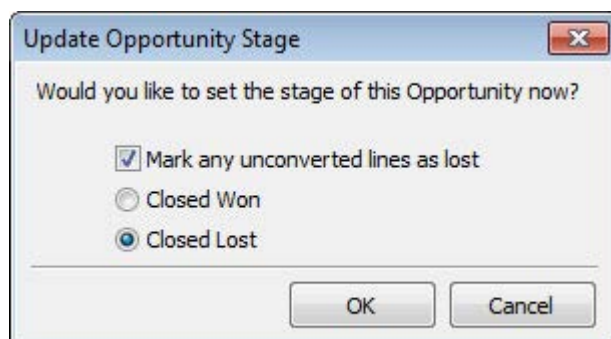 Update Opportunity Stage
Would you like to set the stage of this Opportunity now?
Mark any unconverted lines as lost
Closed Won
Closed Lost
OK Cancel